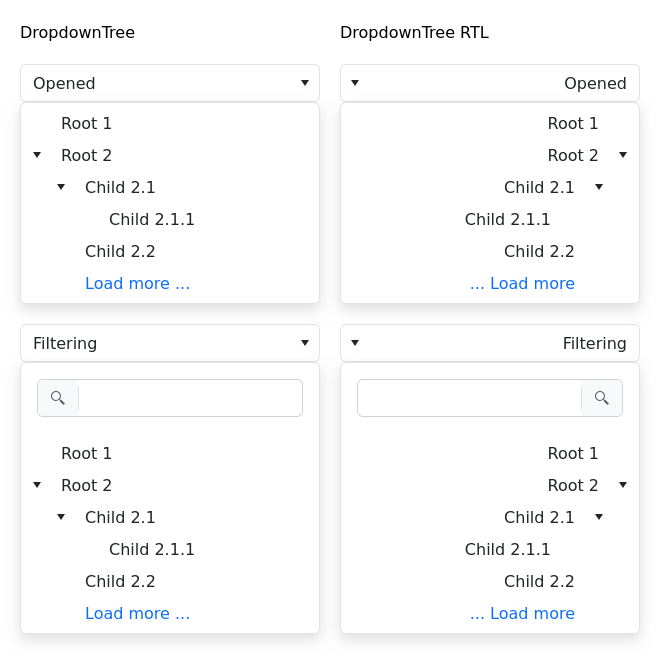 DropdownTree
Opened
Root 1
Root 2
Child 2.1
Child 2.1.1
Child 2.2
Load more ...
Filtering
Root 1
Root 2
Child 2.1
Child 2.1.1
Child 2.2
Load more ...
DropdownTree RTL
Opened
Root 1
Root 2
Child 2.1
Child 2.1.1
Child 2.2
... Load more
Filtering
Root 1
Root 2
Child 2.1
Child 2.1.1
Child 2.2
... Load more